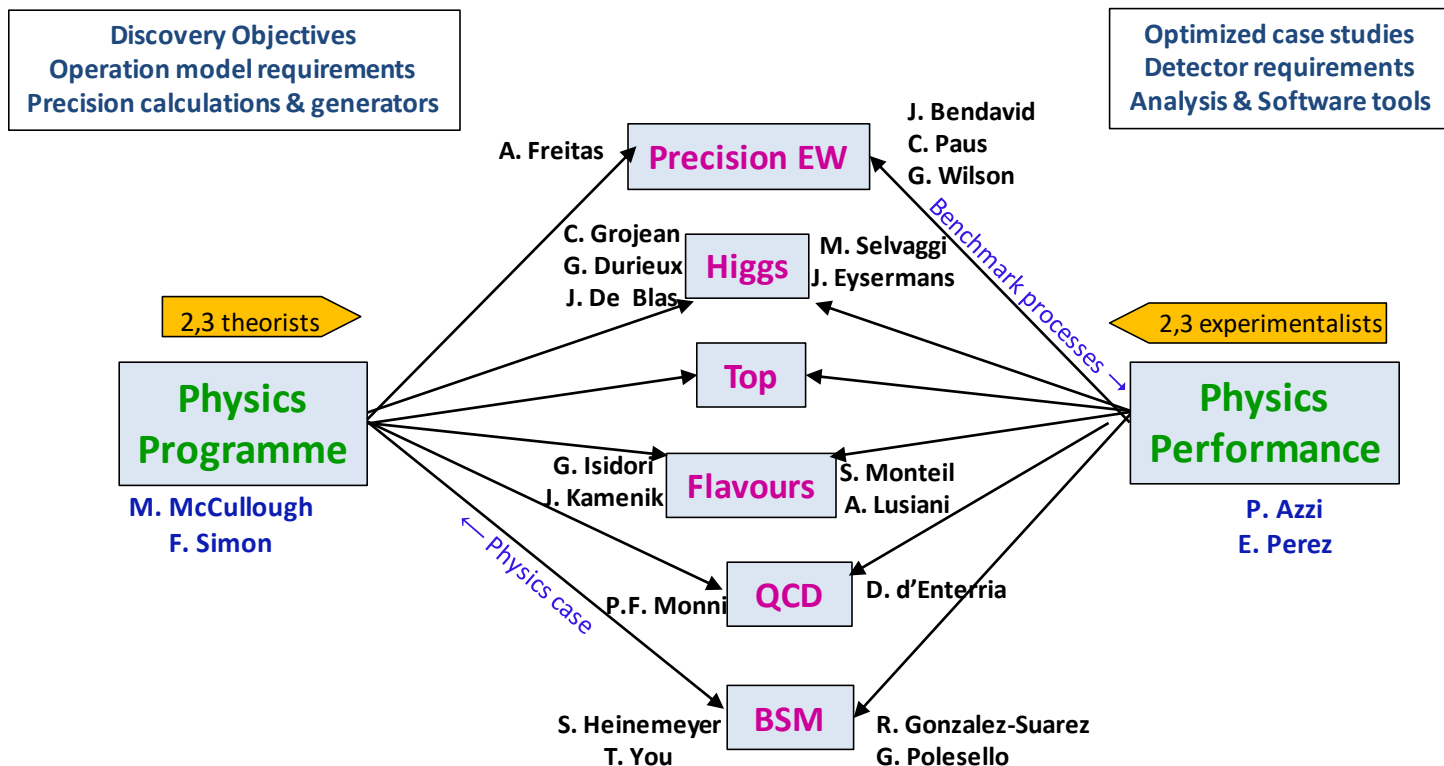 Discovery Objectives
Operation model requirements
Precision calculations & generators
Optimized case studies
Detector requirements
Analysis & Software tools
A. Freitas
Precision EW
J. Bendavid
C. Paus
G. Wilson
Benchmark processes →
C. Grojean
G. Durieux
J. De Blas
Higgs
M. Selvaggi
J. Eysermans
2,3 theorists
2,3 experimentalists
Physics
Programme
M. McCullough
F. Simon
Top
Physics
Performance
P. Azzi
E. Perez
G. Isidori
J. Kamenik
Flavours
S. Monteil
A. Lusiani
⟵ Physics case
P.F. Monni
QCD
D. d’Enterria
S. Heinemeyer
T. You
BSM
R. Gonzalez-Suarez
G. Polesello